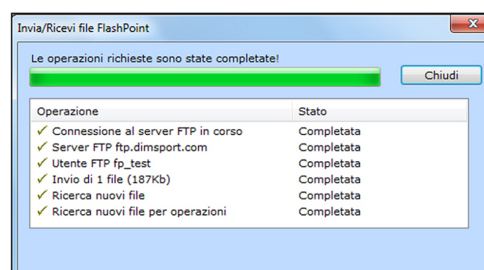 Invia/Ricevi file FlashPoint
Le operazioni richieste sono state completate!
Chiudi
Operazione Stato
Connessione al server FTP in corso Completata
Server FTP ftp.dimsport.com Completata
Utente FTP fp_test Completata
Invio di 1 file (187Kb) Completata
Ricerca nuovi file Completata
Ricerca nuovi file per operazioni Completata